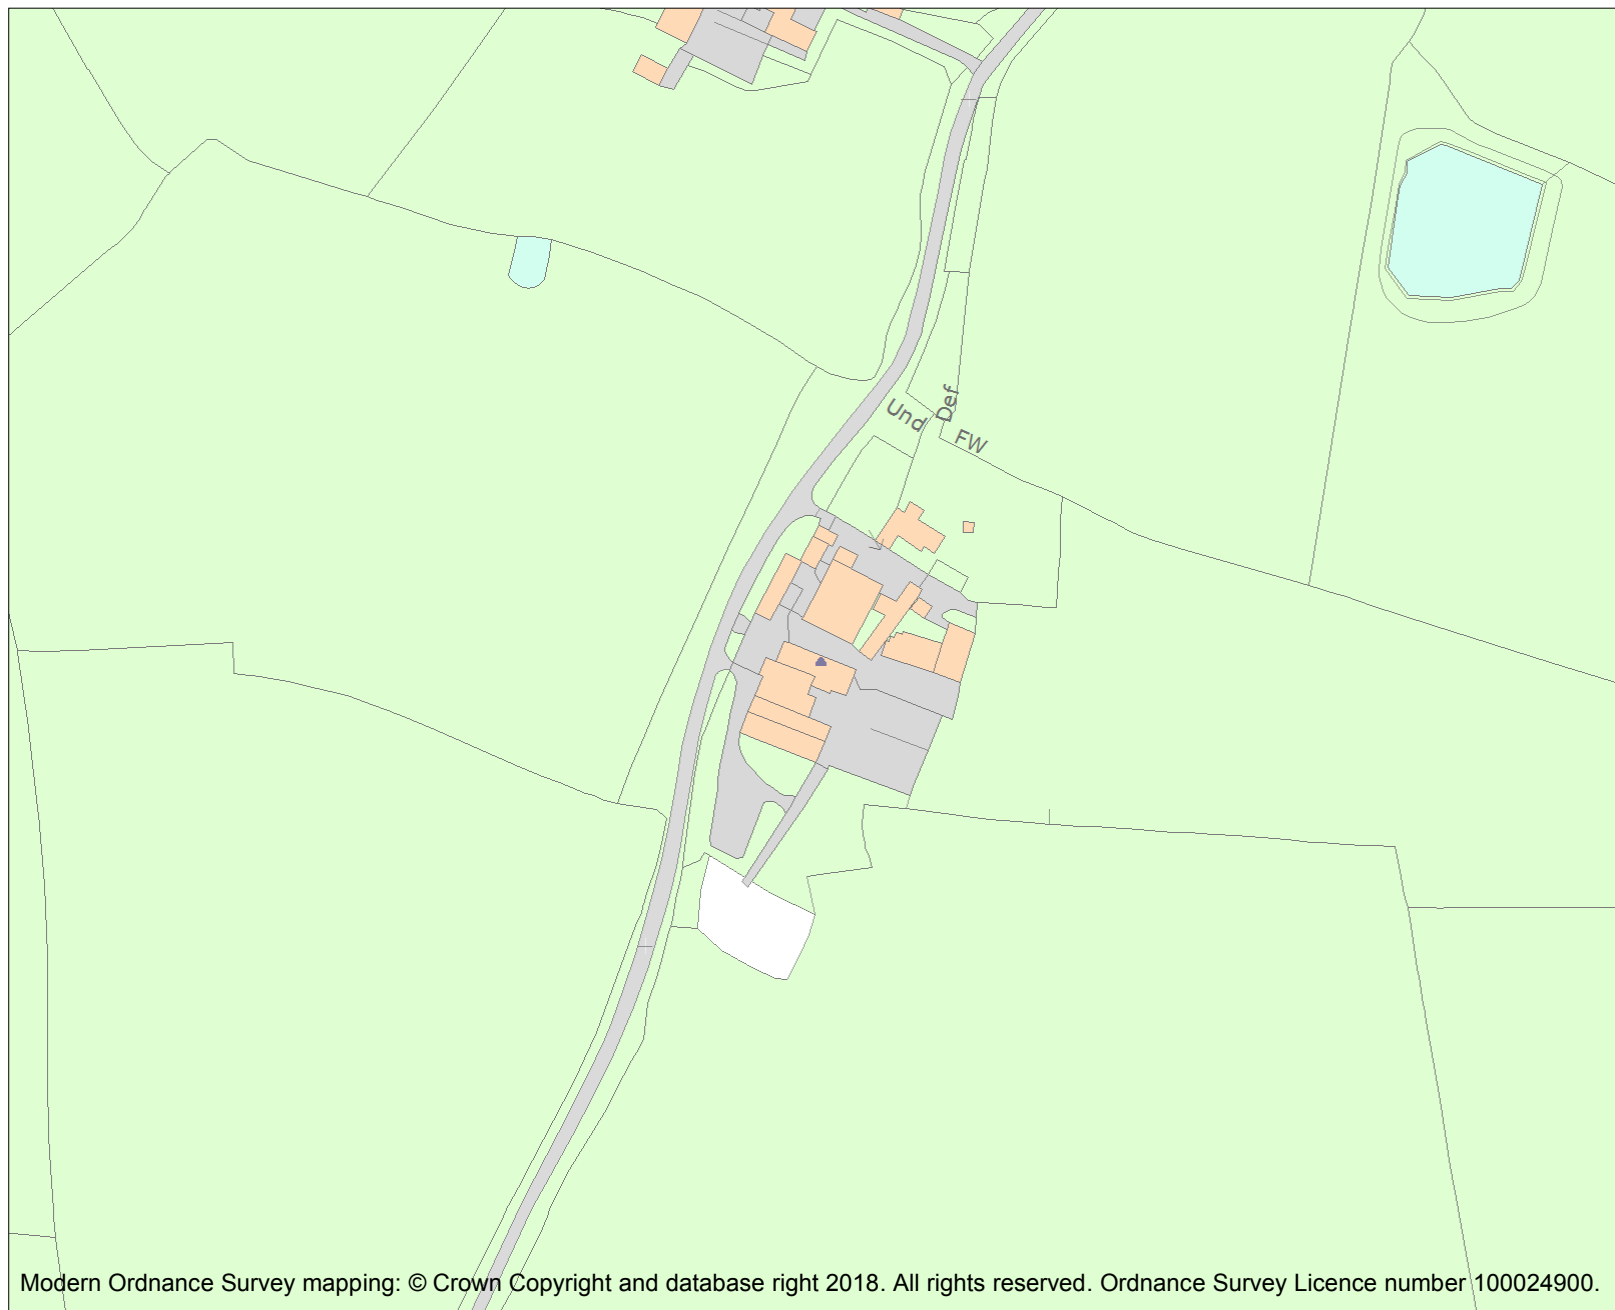 Und
Def
FW
Modern Ordnance Survey mapping: © Crown Copyright and database right 2018. All rights reserved. Ordnance Survey Licence number 100024900.